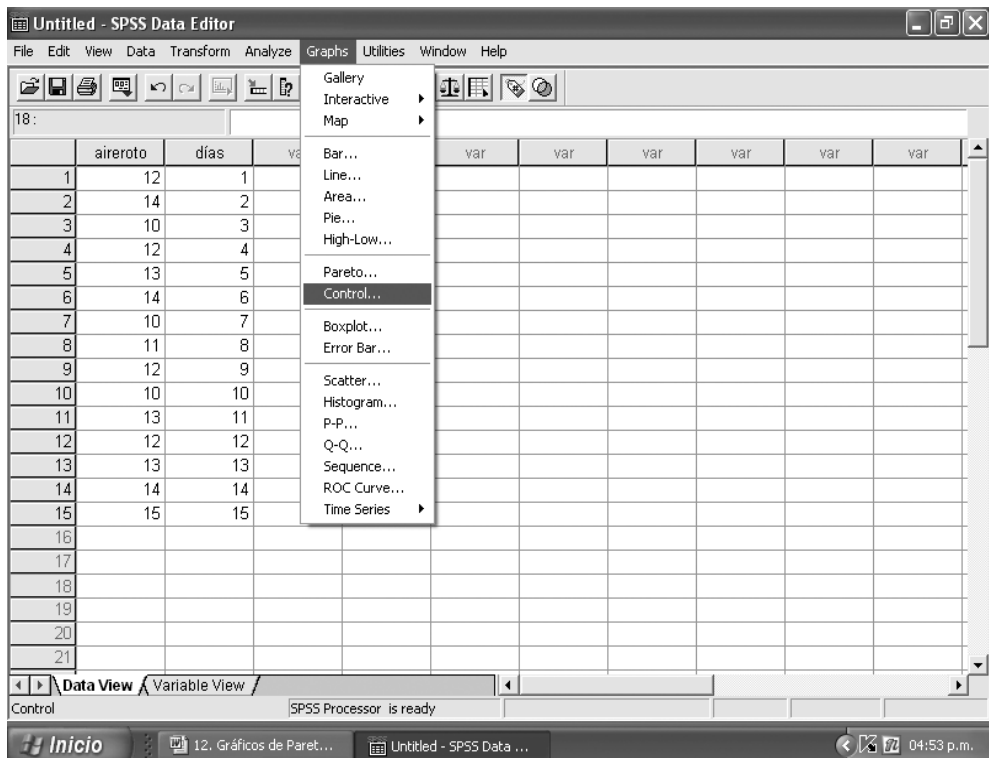 Untitled - SPSS Data Editor
File Edit View Data Transform Analyze Graphs Utilities Window Help
18 :
Gallery
Interactive
Map
Bar...
Line...
Area...
Pie...
High-Low...
Pareto...
Control...
Boxplot...
Error Bar...
Scatter...
Histogram...
P-P...
Q-Q...
Sequence...
ROC Curve...
Time Series
aireroto días va var var var var var var
1 12 1
2 14 2
3 10 3
4 12 4
5 13 5
6 14 6
7 10 7
8 11 8
9 12 9
10 10 10
11 13 11
12 12 12
13 13 13
14 14 14
15 15 15
16
17
18
19
20
21
Data View Variable View
Control SPSS Processor is ready
Inicio 12. Gráficos de Paret... Untitled - SPSS Data ... 04:53 p.m.